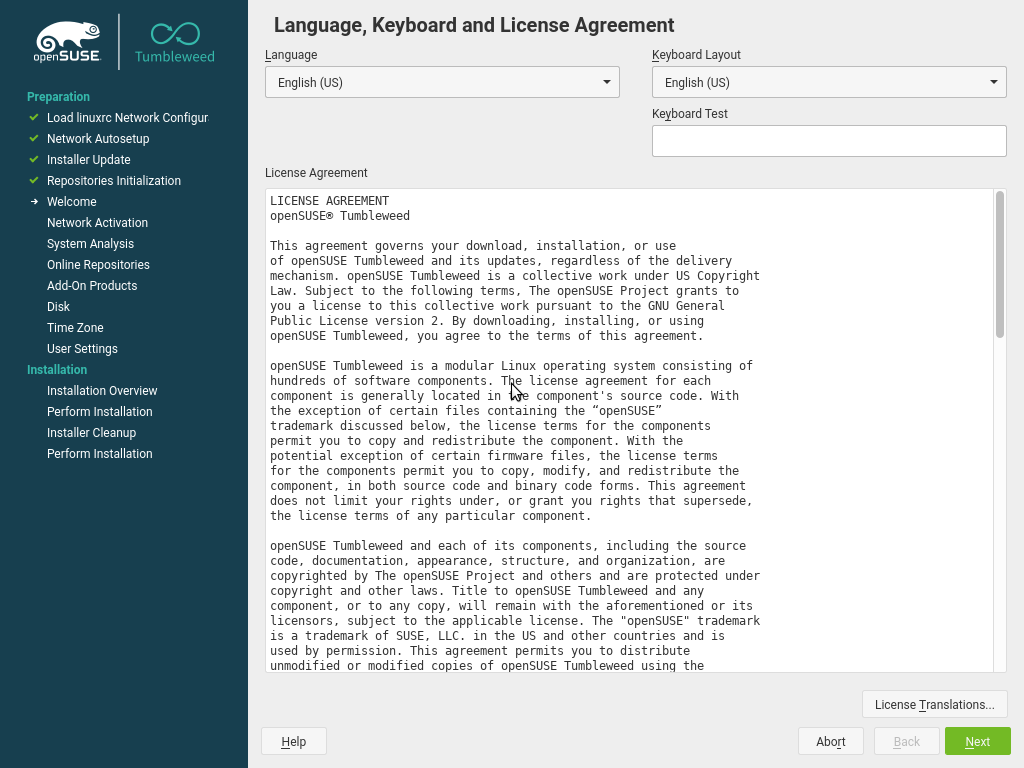 openSUSE
Tumbleweed
Preparation
Load linuxrc Network Configur
Network Autosetup
Installer Update
Repositories Initialization
Welcome
Network Activation
System Analysis
Online Repositories
Add-On Products
Disk
Time Zone
User Settings
Installation
Installation Overview
Perform Installation
Installer Cleanup
Perform Installation
Language, Keyboard and License Agreement
Language
Keyboard Layout
English (US)
English (US)
Keyboard Test
License Agreement
LICENSE AGREEMENT
openSUSE® Tumbleweed
This agreement governs your download, installation, or use
of openSUSE Tumbleweed and its updates, regardless of the delivery
mechanism. openSUSE Tumbleweed is a collective work under US Copyright
Law. Subject to the following terms, The openSUSE Project grants to
you a license to this collective work pursuant to the GNU General
Public License version 2. By downloading, installing, or using
openSUSE Tumbleweed, you agree to the terms of this agreement.
openSUSE Tumbleweed is a modular Linux operating system consisting of
hundreds of software components. The license agreement for each
component is generally located in the component's source code. With
the exception of certain files containing the “openSUSE”
trademark discussed below, the license terms for the components
permit you to copy and redistribute the component. With the
potential exception of certain firmware files, the license terms
for the components permit you to copy, modify, and redistribute the
component, in both source code and binary code forms. This agreement
does not limit your rights under, or grant you rights that supersede,
the license terms of any particular component.
openSUSE Tumbleweed and each of its components, including the source
code, documentation, appearance, structure, and organization, are
copyrighted by The openSUSE Project and others and are protected under
copyright and other laws. Title to openSUSE Tumbleweed and any
component, or to any copy, will remain with the aforementioned or its
licensors, subject to the applicable license. The "openSUSE" trademark
is a trademark of SUSE, LLC. in the US and other countries and is
used by permission. This agreement permits you to distribute
unmodified or modified copies of openSUSE Tumbleweed using the
License Translations...
Help
Abort
Back
Next